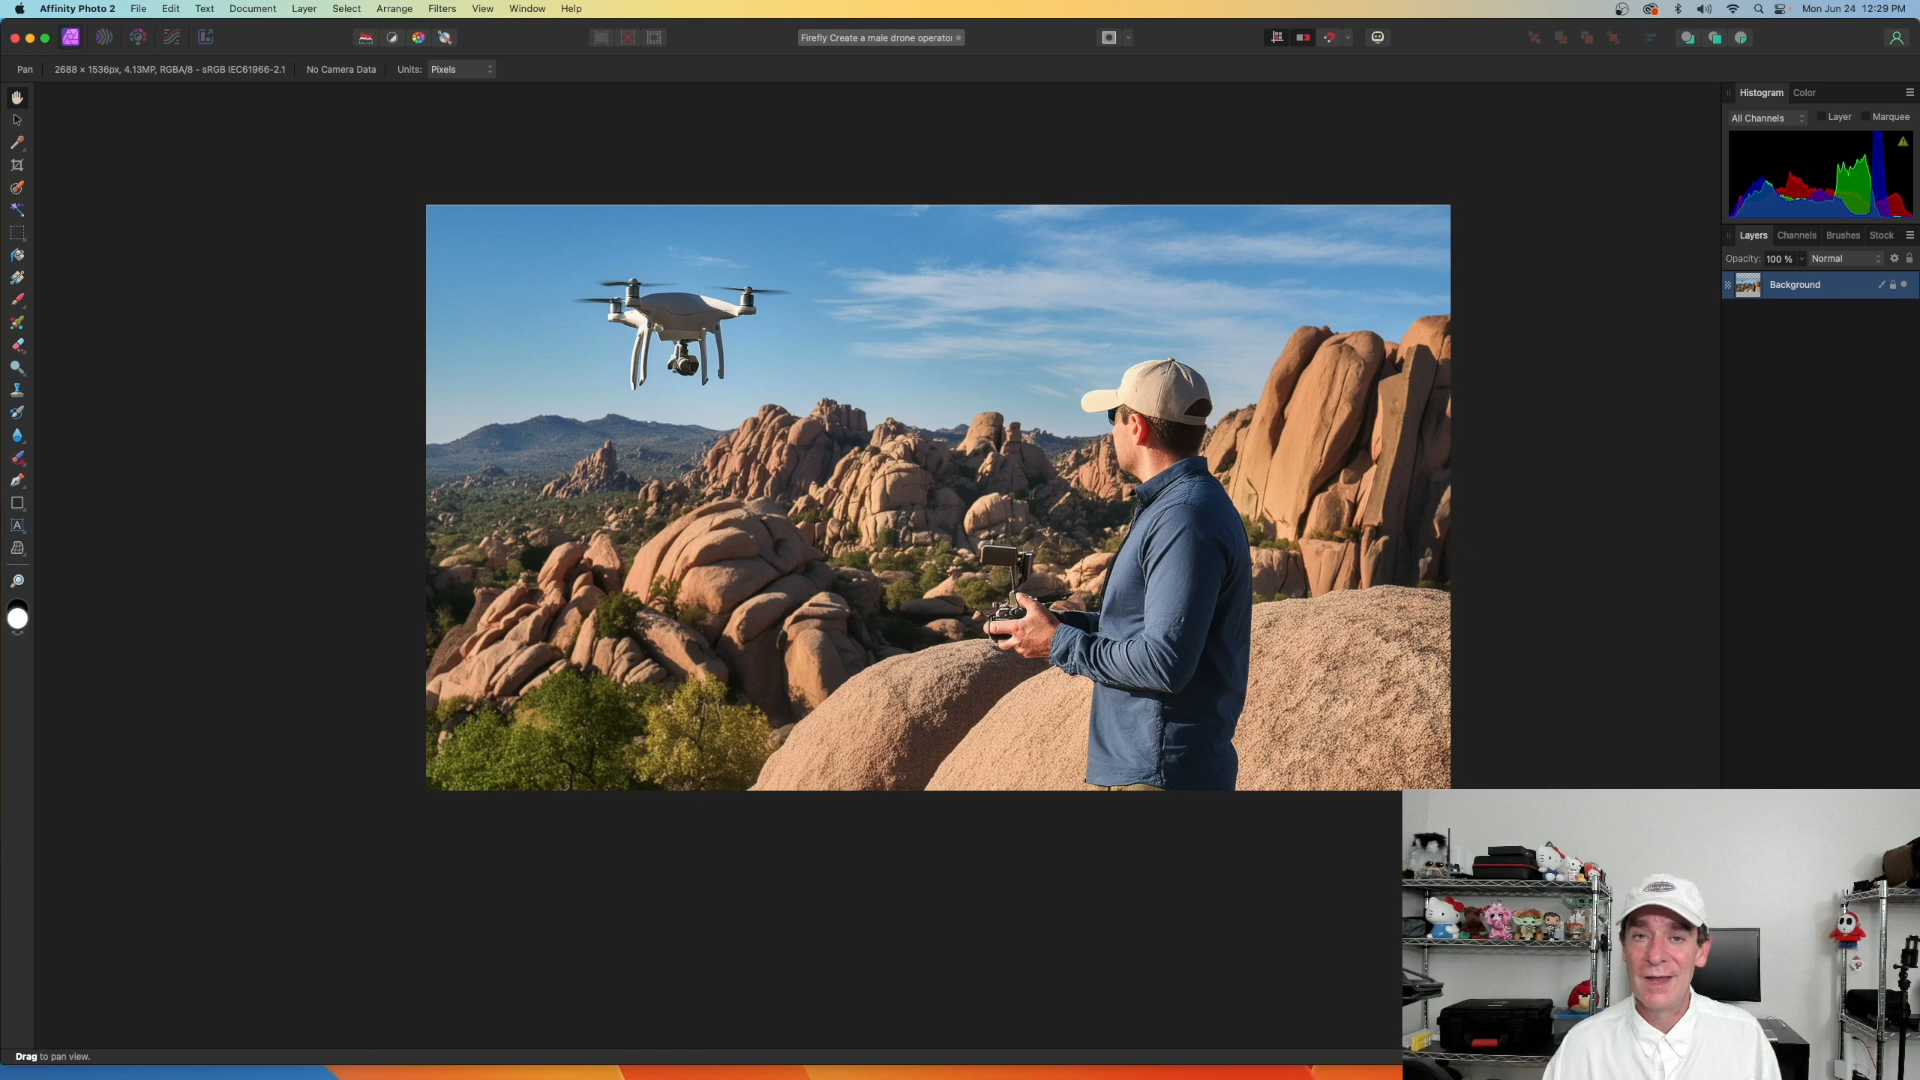 Affinity Photo 2 File Edit Text Document Layer Select Arrange Filters View Window Help Mon Jun 24 12:29 PM
Firefly Create a male drone operator
Pan 2688 × 1536px, 4.13MP, RGBA/8 - sRGB IEC61966-2.1 No Camera Data Units: Pixels
Histogram Color
All Channels Layer Marquee
Layers Channels Brushes Stock
Opacity: 100 % Normal
Background
A
Drag to pan view.